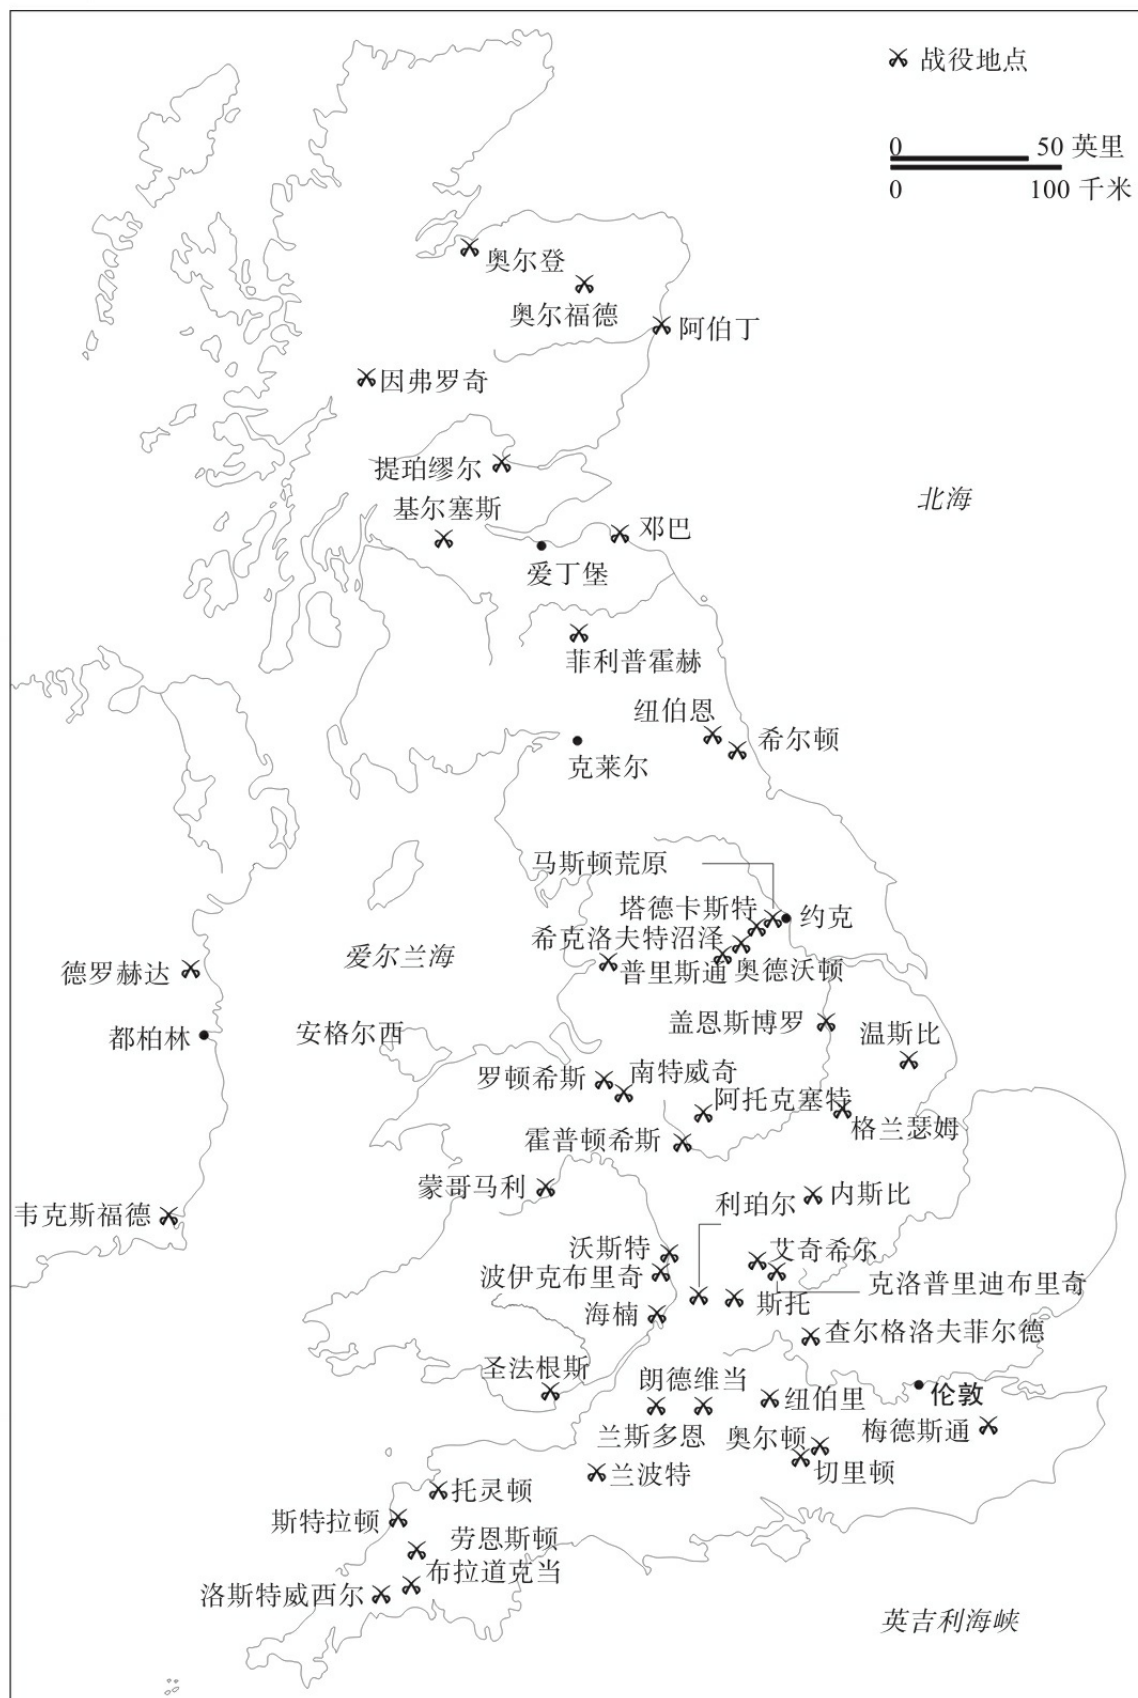 战役地点
0 50 英里
0 100 千米
奥尔登
奥尔福德
阿伯丁
因弗罗奇
提珀缪尔
基尔塞斯
北海
邓巴
爱丁堡
菲利普霍赫
纽伯恩
希尔顿
克莱尔
马斯顿荒原
塔德卡斯特
约克
希克洛夫特沼泽
爱尔兰海
德罗赫达
普里斯通
奥德沃顿
都柏林
安格尔西
盖恩斯博罗
温斯比
罗顿希斯
南特威奇
阿托克塞特
格兰瑟姆
霍普顿希斯
蒙哥马利
利珀尔
内斯比
韦克斯福德
沃斯特
艾奇希尔
波伊克布里奇
克洛普里迪布里奇
海楠
斯托
查尔格洛夫菲尔德
圣法根斯
朗德维当
纽伯里
伦敦
兰斯多恩
奥尔顿
梅德斯通
兰波特
切里顿
托灵顿
斯特拉顿
劳恩斯顿
布拉道克当
洛斯特威西尔
英吉利海峡